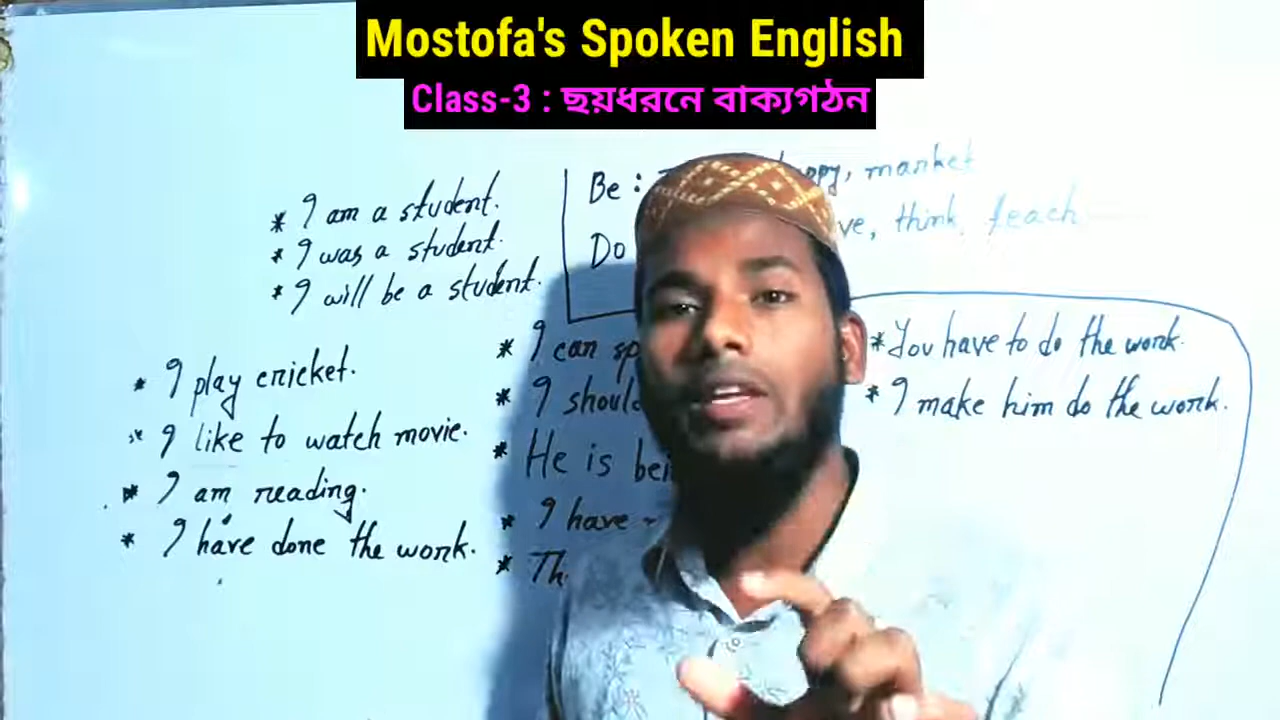 Mostofa's Spoken English
Class-3 : ছয়ধরনে বাক্যগঠন
* I am a student.
* I was a student.
* I will be a student.
Be : market
Do think, teach
* I play cricket.
* I like to watch movie.
* I am reading.
* I have done the work.
* I can
* I
* He is
* I have
*
* You have to do the work.
* I make him do the work.